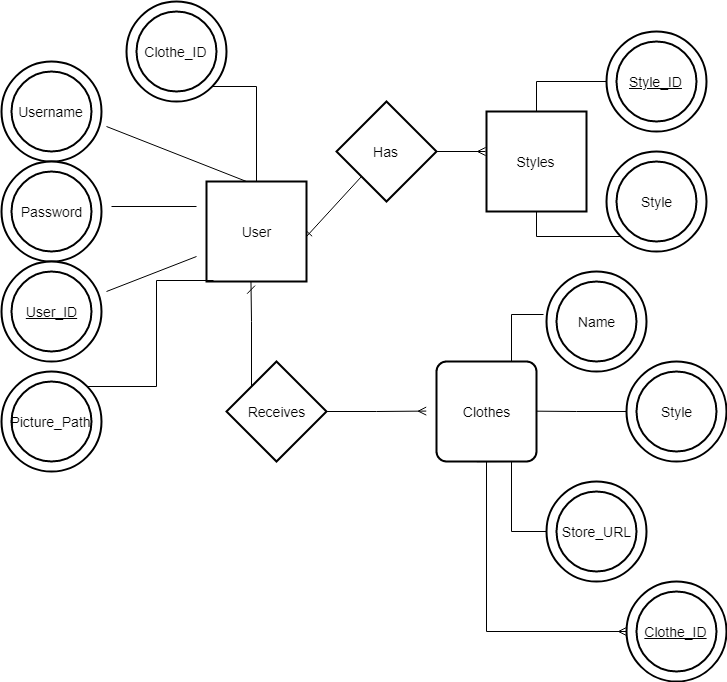 Clothe_ID
Username
Style_ID
Has
Styles
Password
Style
User
User_ID
Name
Picture_Path
Receives
Clothes
Style
Store_URL
Clothe_ID